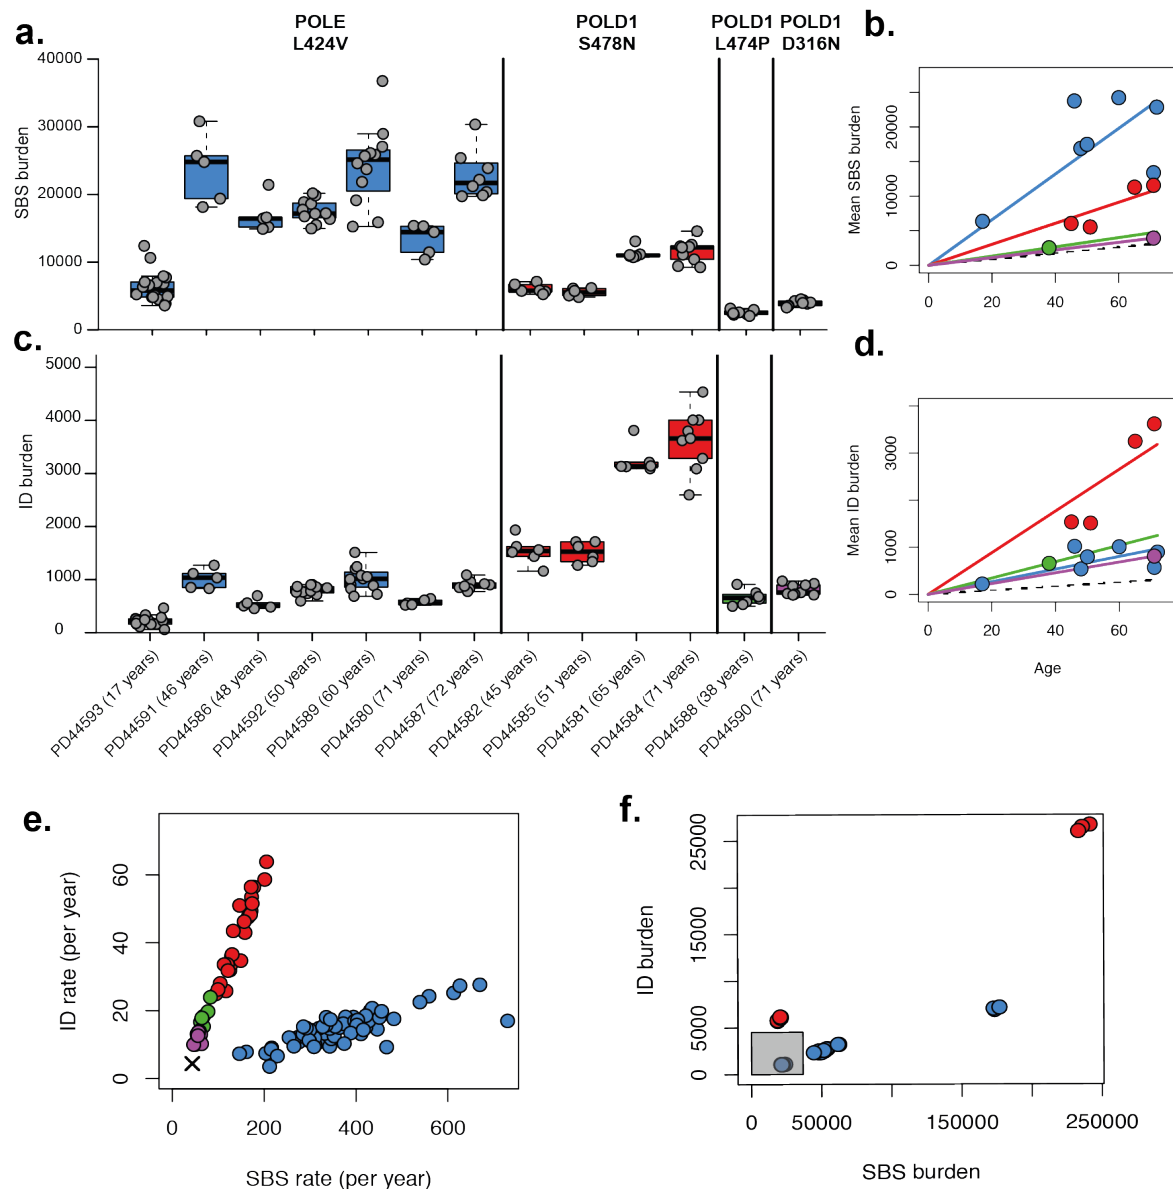 a.
POLE
L424V
POLD1
S478N
POLD1
L474P
POLD1
D316N
SBS burden
40000
30000
20000
10000
0
b.
Mean SBS burden
20000
10000
0
0 20 40 60
c.
ID burden
5000
4000
3000
2000
1000
0
PD44593 (17 years)
PD44591 (46 years)
PD44586 (48 years)
PD44592 (50 years)
PD44589 (60 years)
PD44580 (71 years)
PD44587 (72 years)
PD44582 (45 years)
PD44585 (51 years)
PD44581 (65 years)
PD44584 (71 years)
PD44588 (38 years)
PD44590 (71 years)
d.
Mean ID burden
3000
1000
0
0 20 40 60
Age
e.
ID rate (per year)
60
40
20
0
0 200 400 600
SBS rate (per year)
f.
ID burden
25000
15000
5000
0
0 50000 150000 250000
SBS burden